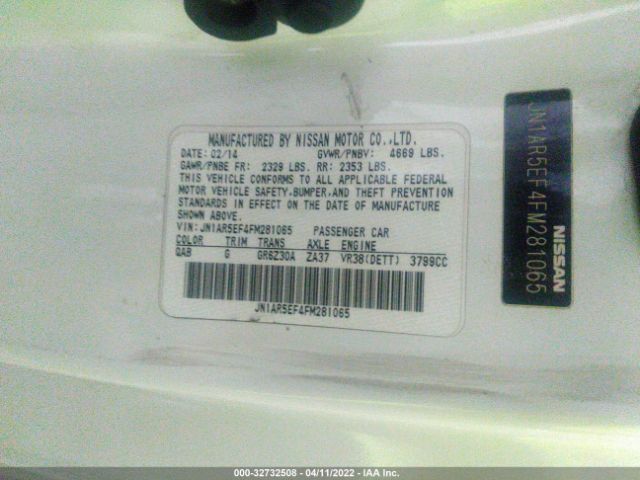 MANUFACTURED BY NISSAN MOTOR CO.,LTD.
DATE: 02/14 GVWR/PNBV: 4669 LBS.
GAWR/PNBE FR: 2329 LBS. RR: 2353 LBS.
THIS VEHICLE CONFORMS TO ALL APPLICABLE FEDERAL
MOTOR VEHICLE SAFETY,BUMPER,AND THEFT PREVENTION
STANDARDS IN EFFECT ON THE DATE OF MANUFACTURE
SHOWN ABOVE.
VIN: JN1AR5EF4FM281065 PASSENGER CAR
COLOR TRIM TRANS AXLE ENGINE
QAB G GR6Z30A ZA37 VR38(DETT) 3799CC
JN1AR5EF4FM281065
JN1AR5EF4FM281065
NISSAN
000-32732508 - 04/11/2022 - IAA Inc.